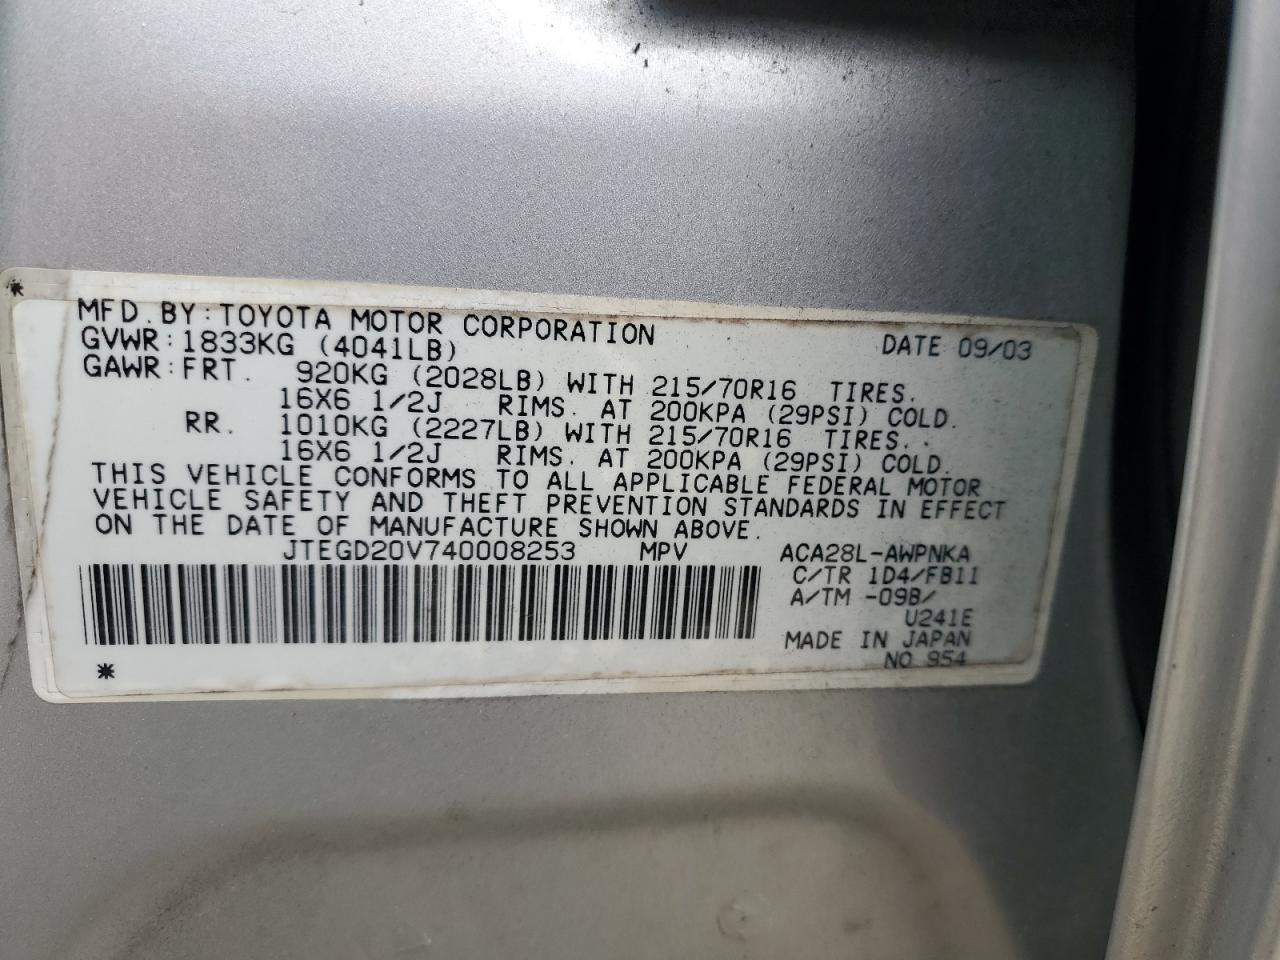 MFD. BY: TOYOTA MOTOR CORPORATION DATE 09/03
GVWR: 1833KG (4041LB)
GAWR: FRT. 920KG (2028LB) WITH 215/70R16 TIRES.
16X6 1/2J RIMS. AT 200KPA (29PSI) COLD.
RR. 1010KG (2227LB) WITH 215/70R16 TIRES.
16X6 1/2J RIMS. AT 200KPA (29PSI) COLD.
THIS VEHICLE CONFORMS TO ALL APPLICABLE FEDERAL MOTOR
VEHICLE SAFETY AND THEFT PREVENTION STANDARDS IN EFFECT
ON THE DATE OF MANUFACTURE SHOWN ABOVE.
JTEGD20V740008253 MPV ACA28L-AWPNKA
C/TR 1D4/FB11
A/TM -09B/
U241E
MADE IN JAPAN
NO 954